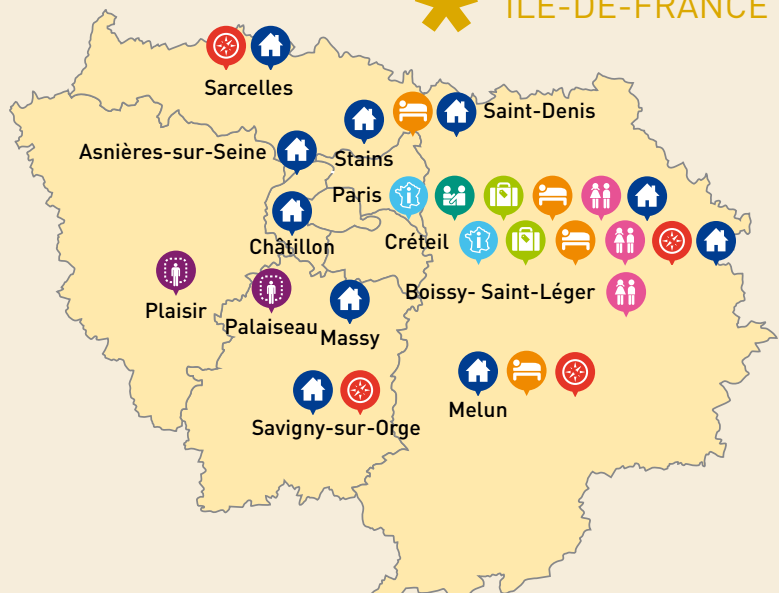 ÎLE-DE-FRANCE
Sarcelles
Saint-Denis
Asnières-sur-Seine
Stains
Paris
Châtillon
Créteil
Boissy- Saint-Léger
Plaisir
Palaiseau
Massy
Melun
Savigny-sur-Orge